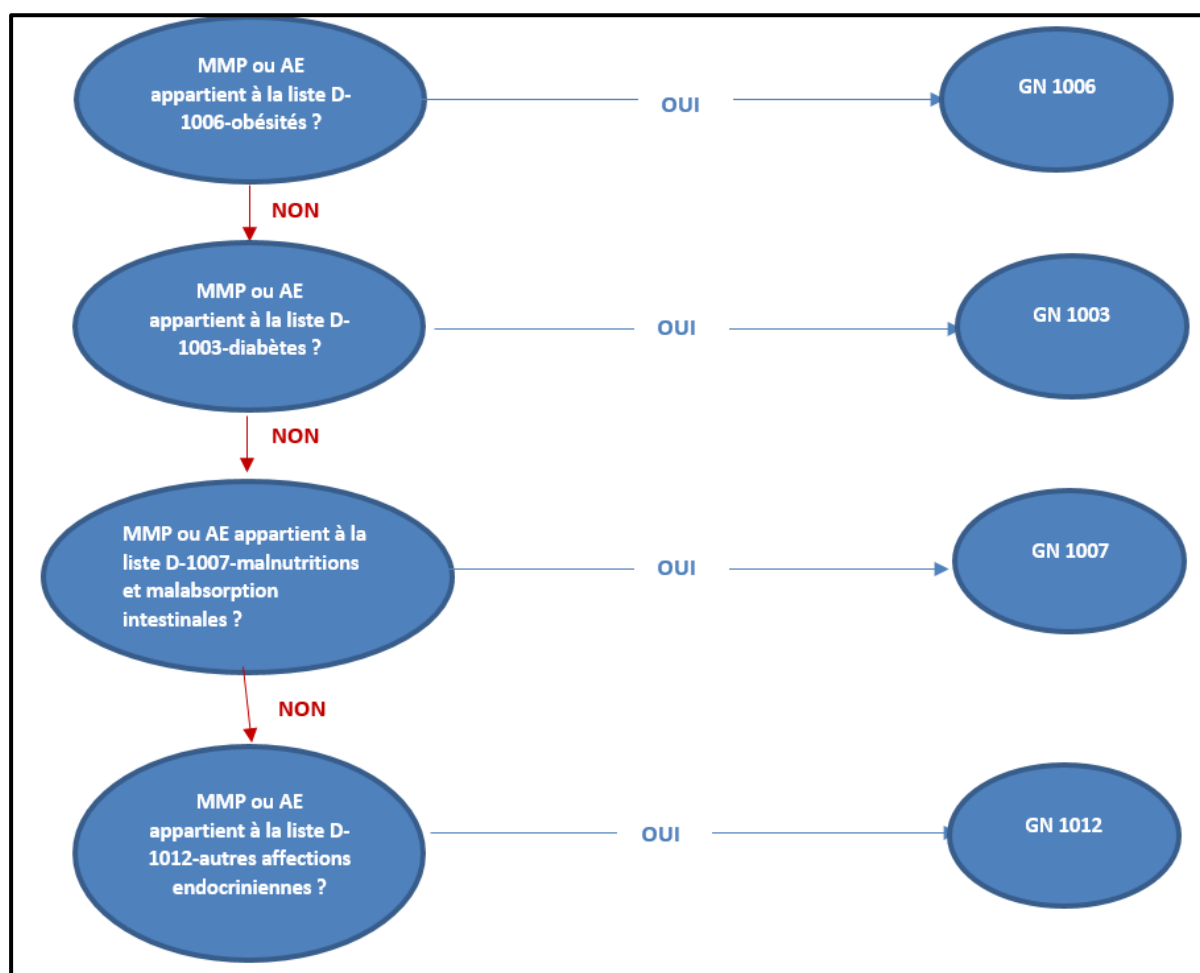 MMP ou AE
appartient à la liste D-
1006-obésités ?
OUI
GN 1006
NON
MMP ou AE
appartient à la liste D-
1003-diabètes ?
OUI
GN 1003
NON
MMP ou AE appartient à la
liste D-1007-malnutritions
et malabsorption
intestinales ?
OUI
GN 1007
NON
MMP ou AE
appartient à la liste D-
1012-autres affections
endocriniennes ?
OUI
GN 1012